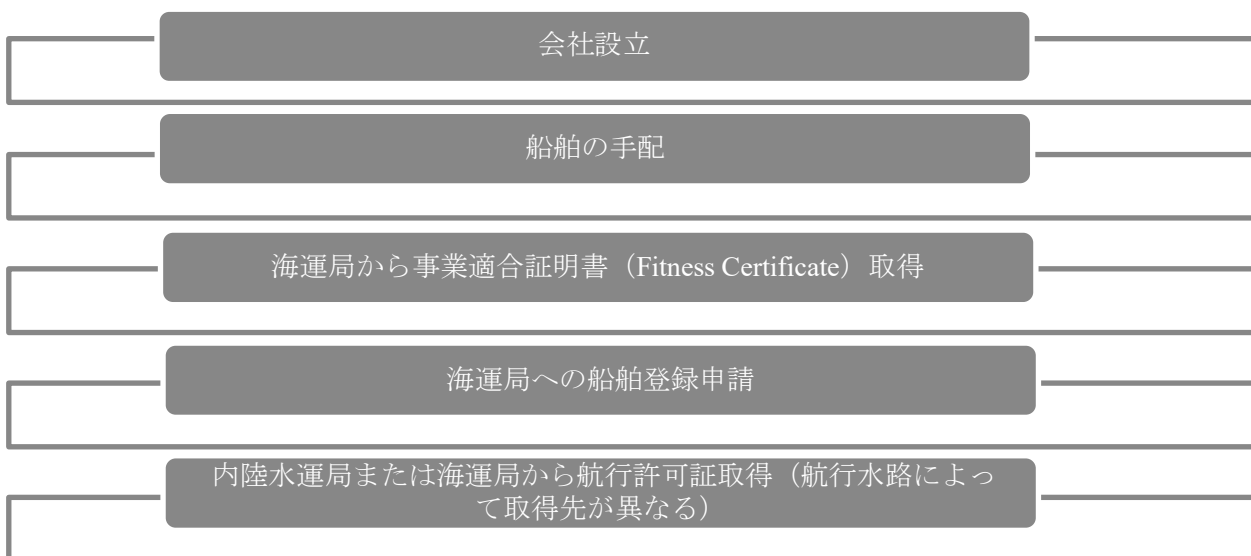 会社設立
船舶の手配
海運局から事業適合証明書（Fitness Certificate）取得
海運局への船舶登録申請
内陸水運局または海運局から航行許可証取得（航行水路によっ
て取得先が異なる）